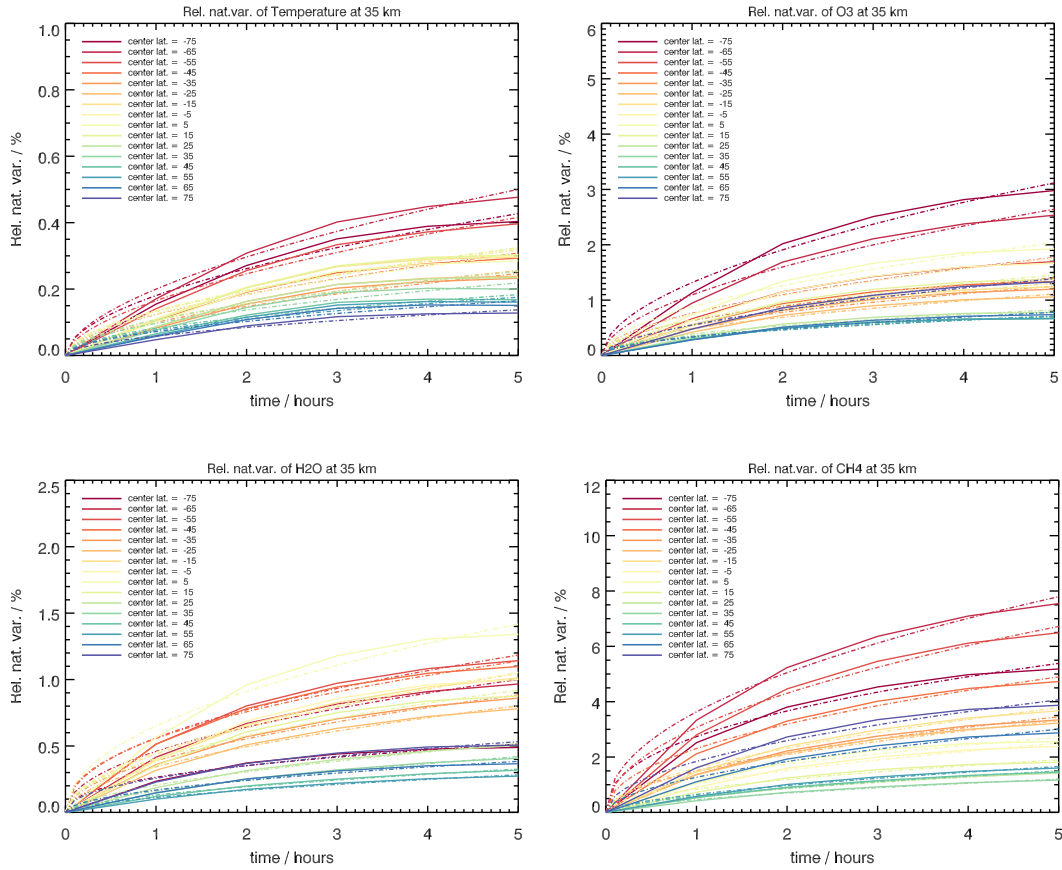 Rel. nat.var. of Temperature at 35 km
1.0
0.8
0.6
0.4
0.2
0.0
Rel. nat. var. / %
center lat. = -75
center lat. = -65
center lat. = -55
center lat. = -45
center lat. = -35
center lat. = -25
center lat. = -15
center lat. = -5
center lat. = 5
center lat. = 15
center lat. = 25
center lat. = 35
center lat. = 45
center lat. = 55
center lat. = 65
center lat. = 75
0 1 2 3 4 5
time / hours
Rel. nat.var. of O3 at 35 km
6
5
4
3
2
1
0
Rel. nat. var. / %
center lat. = -75
center lat. = -65
center lat. = -55
center lat. = -45
center lat. = -35
center lat. = -25
center lat. = -15
center lat. = -5
center lat. = 5
center lat. = 15
center lat. = 25
center lat. = 35
center lat. = 45
center lat. = 55
center lat. = 65
center lat. = 75
0 1 2 3 4 5
time / hours
Rel. nat.var. of H2O at 35 km
2.5
2.0
1.5
1.0
0.5
0.0
Rel. nat. var. / %
center lat. = -75
center lat. = -65
center lat. = -55
center lat. = -45
center lat. = -35
center lat. = -25
center lat. = -15
center lat. = -5
center lat. = 5
center lat. = 15
center lat. = 25
center lat. = 35
center lat. = 45
center lat. = 55
center lat. = 65
center lat. = 75
0 1 2 3 4 5
time / hours
Rel. nat.var. of CH4 at 35 km
12
10
8
6
4
2
0
Rel. nat. var. / %
center lat. = -75
center lat. = -65
center lat. = -55
center lat. = -45
center lat. = -35
center lat. = -25
center lat. = -15
center lat. = -5
center lat. = 5
center lat. = 15
center lat. = 25
center lat. = 35
center lat. = 45
center lat. = 55
center lat. = 65
center lat. = 75
0 1 2 3 4 5
time / hours